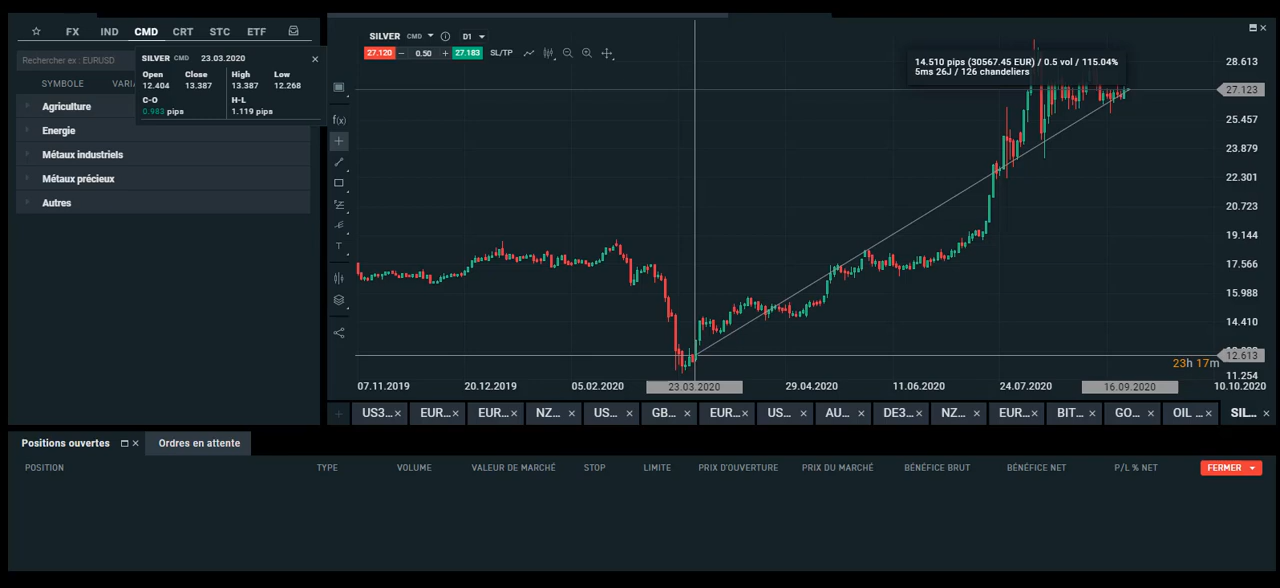 FX IND CMD CRT STC ETF
Rechercher ex : EURUSD
SYMBOLE VARI
Agriculture
Energie
Métaux industriels
Métaux précieux
Autres
SILVER CMD 23.03.2020
Open Close High Low
12.404 13.387 13.387 12.268
C-O H-L
0.983 pips 1.119 pips
SILVER CMD D1
27.120 0.50 27.183 SL/TP
f(x)
T
14.510 pips (30567.45 EUR) / 0.5 vol / 115.04%
5ms 26J / 126 chandeliers
28.613
27.123
25.457
23.879
22.301
20.723
19.144
17.566
15.988
14.410
12.613
11.254
23h 17m
07.11.2019 20.12.2019 05.02.2020 23.03.2020 29.04.2020 11.06.2020 24.07.2020 16.09.2020 10.10.2020
US3... EUR... EUR... NZ... US... GB... EUR... US... AU... DE3... NZ... EUR... BIT... GO... OIL ... SIL...
Positions ouvertes Ordres en attente
POSITION TYPE VOLUME VALEUR DE MARCHÉ STOP LIMITE PRIX D'OUVERTURE PRIX DU MARCHÉ BÉNÉFICE BRUT BÉNÉFICE NET P/L % NET FERMER